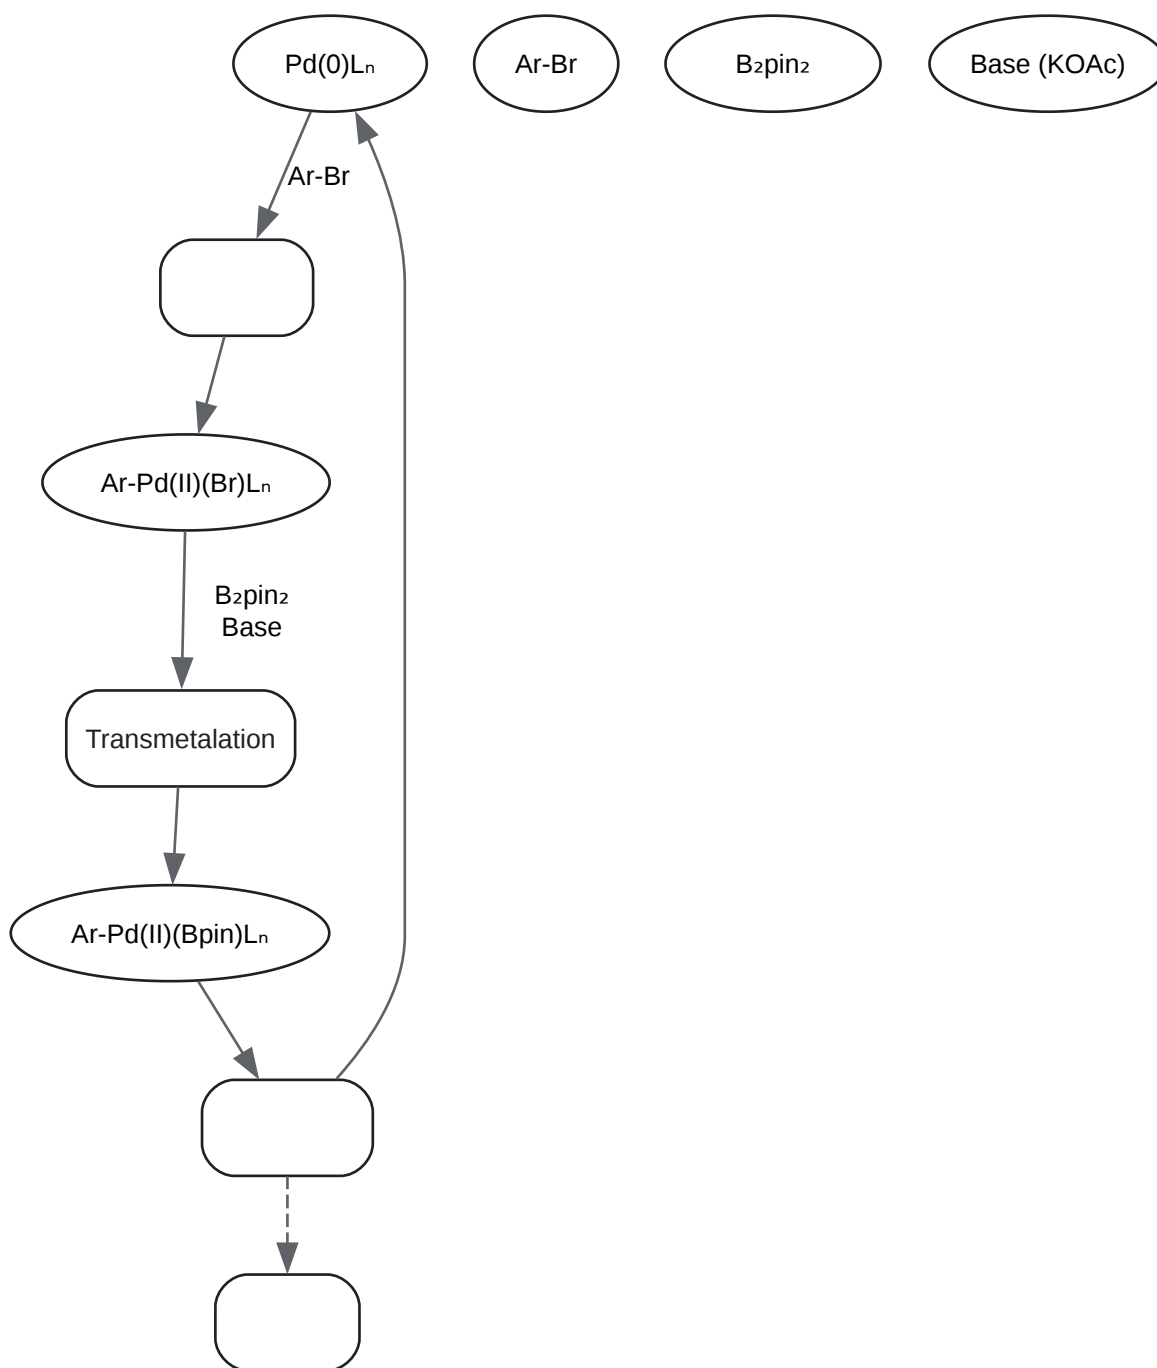 Pd(0)Lₙ
Ar-Br
B₂pin₂
Base (KOAc)
Ar-Br
Ar-Pd(II)(Br)Lₙ
B₂pin₂
Base
Transmetalation
Ar-Pd(II)(Bpin)Lₙ